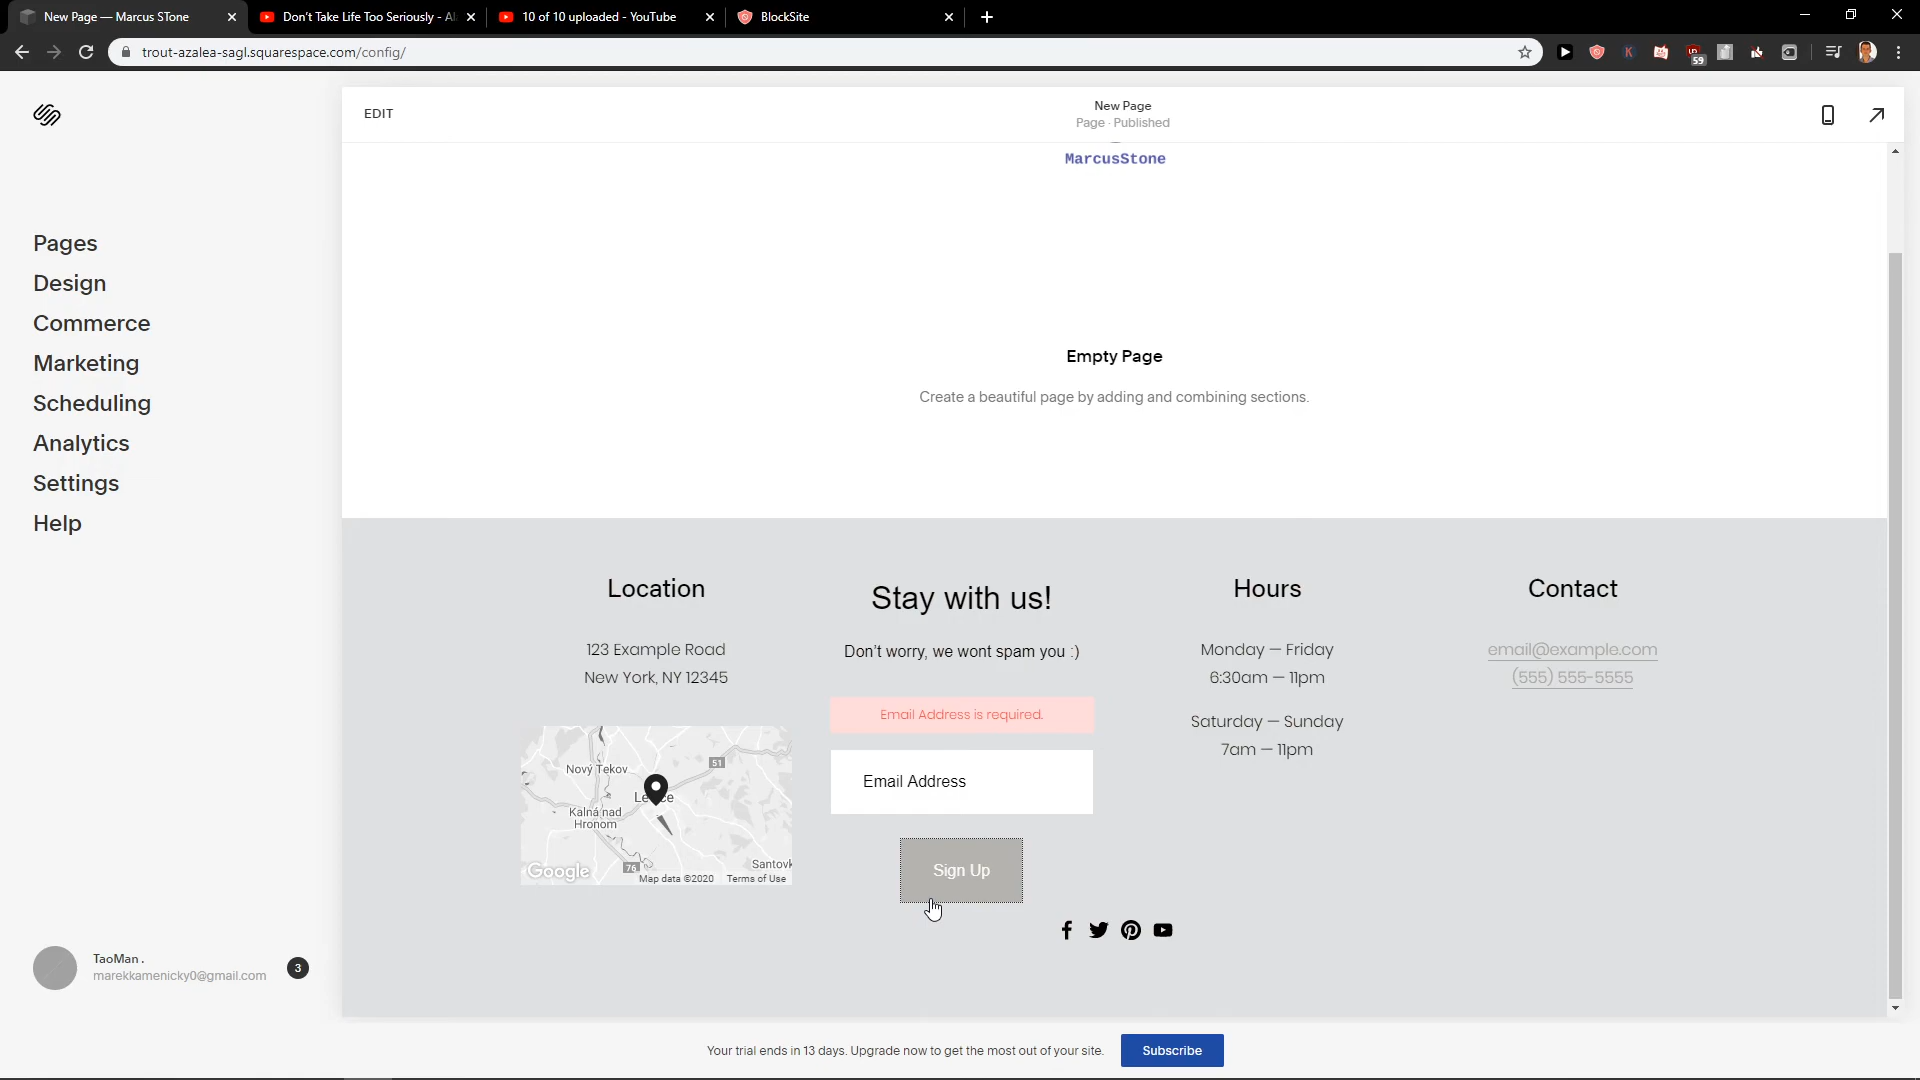 New Page — Marcus STone
Don't Take Life Too Seriously - Al
10 of 10 uploaded - YouTube
BlockSite
trout-azalea-sagl.squarespace.com/config/
59
EDIT
New Page
Page · Published
Pages
Design
Commerce
Marketing
Scheduling
Analytics
Settings
Help
TaoMan .
marekkamenicky0@gmail.com
3
MarcusStone
Empty Page
Create a beautiful page by adding and combining sections.
Location
123 Example Road
New York, NY 12345
Nový Tekov
51
Kalná nad
Hronom
76
Santovk
Google
Map data ©2020
Terms of Use
Stay with us!
Don't worry, we wont spam you :)
Email Address is required.
Email Address
Sign Up
Hours
Monday — Friday
6:30am — 11pm
Saturday — Sunday
7am — 11pm
Contact
email@example.com
(555) 555-5555
Your trial ends in 13 days. Upgrade now to get the most out of your site.
Subscribe